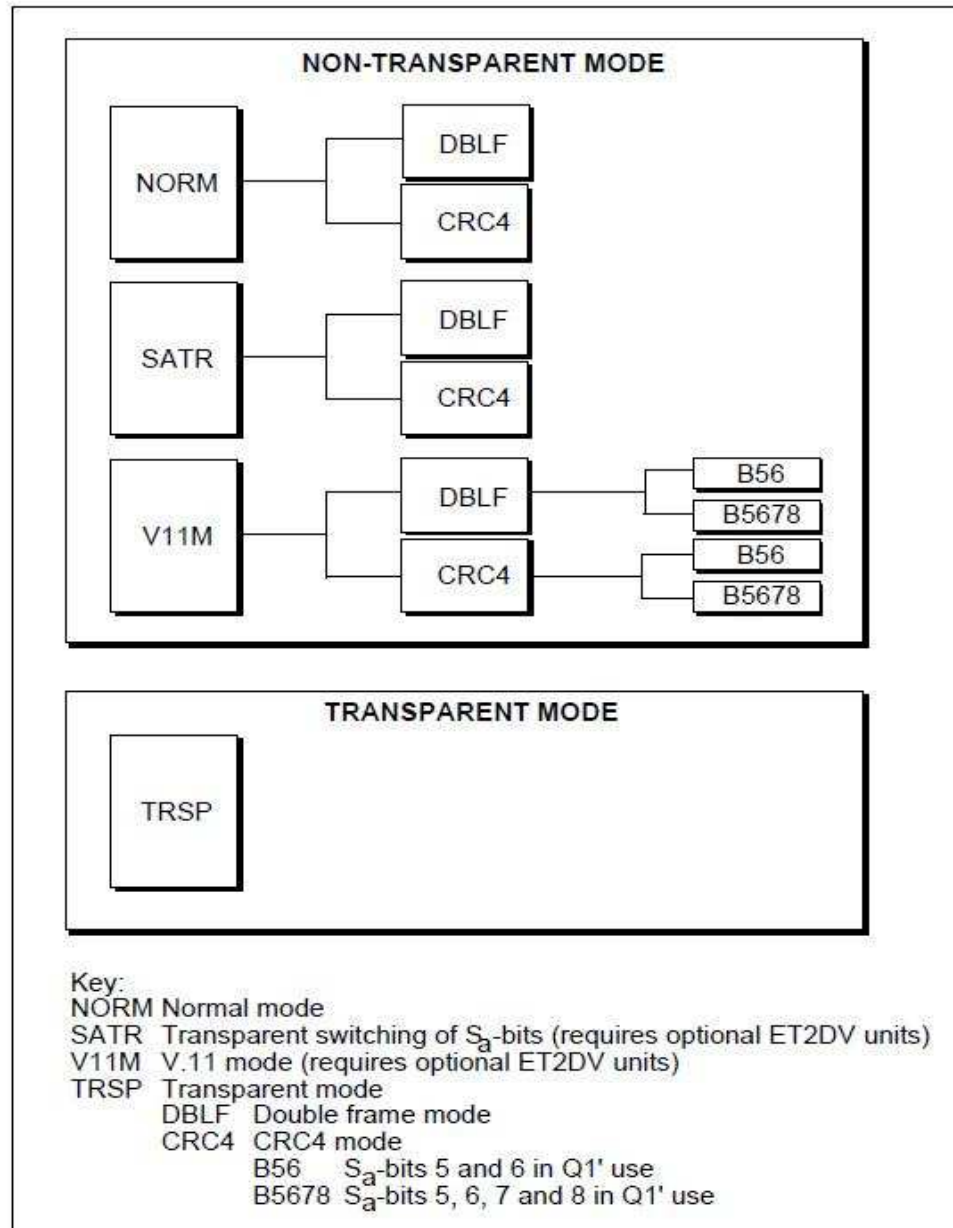 NON-TRANSPARENT MODE
NORM
DBLF
CRC4
SATR
DBLF
CRC4
V11M
DBLF
B56
B5678
CRC4
B56
B5678
TRANSPARENT MODE
TRSP
Key:
NORM Normal mode
SATR Transparent switching of Sa-bits (requires optional ET2DV units)
V11M V.11 mode (requires optional ET2DV units)
TRSP Transparent mode
DBLF Double frame mode
CRC4 CRC4 mode
B56 Sa-bits 5 and 6 in Q1' use
B5678 Sa-bits 5, 6, 7 and 8 in Q1' use